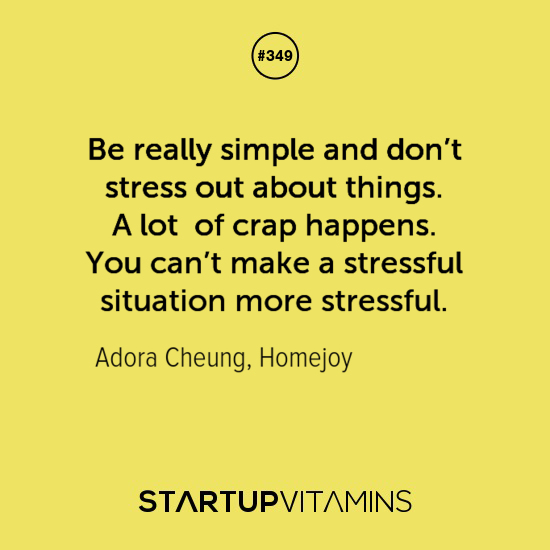 #349
Be really simple and don't
stress out about things.
A lot  of crap happens.
You can't make a stressful
situation more stressful.
Adora Cheung, Homejoy
STARTUPVITAMINS